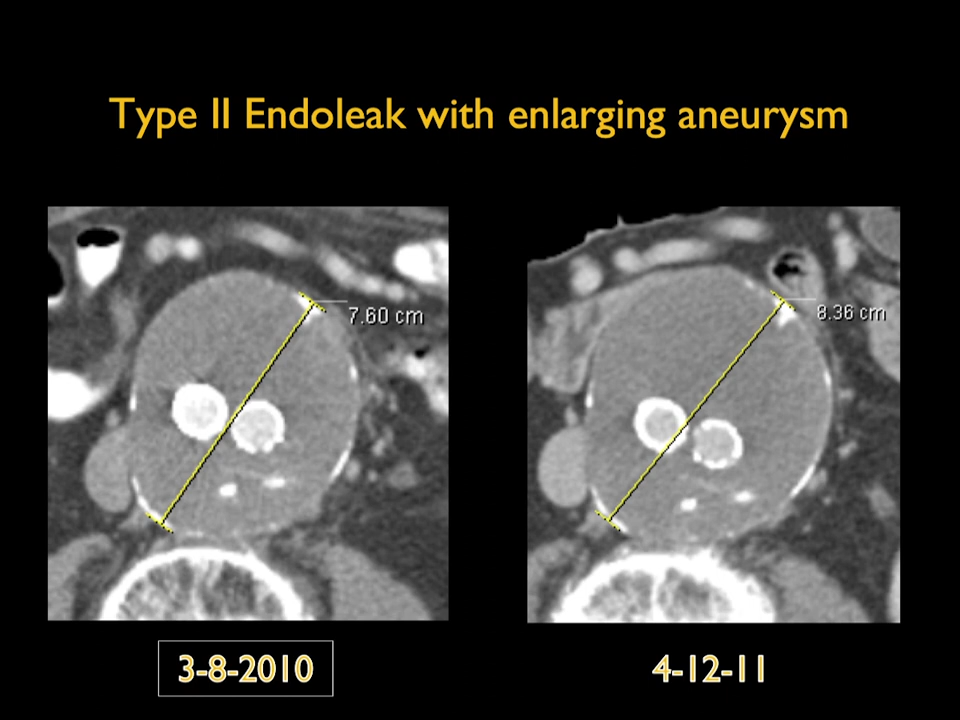 Type II Endoleak with enlarging aneurysm
7.60 cm
8.36 cm
3-8-2010
4-12-11